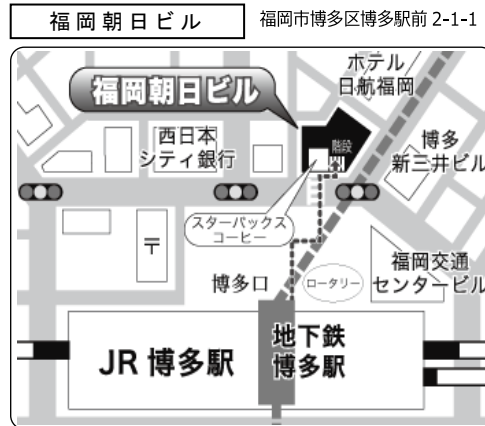 福岡朝日ビル
福岡市博多区博多駅前 2-1-1
ホテル
日航福岡
福岡朝日ビル
階段
西日本
シティ銀行
博多
新三井ビル
スターバックス
コーヒー
〒
福岡交通
センタービル
博多口
ロータリー
地下鉄
博多駅
JR 博多駅